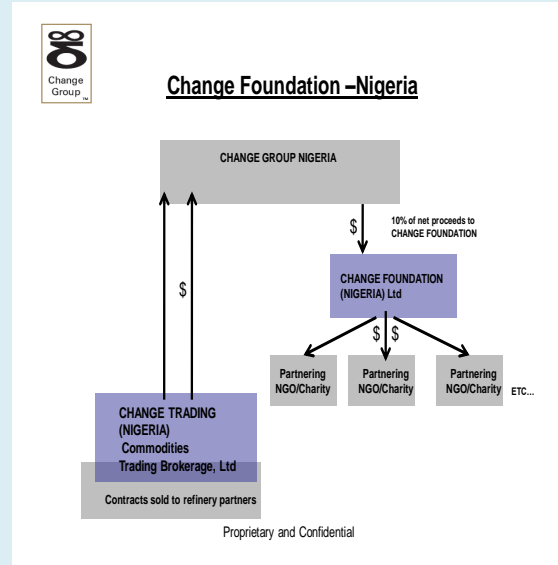 Change
Group
™
Change Foundation –Nigeria
CHANGE GROUP NIGERIA
$
10% of net proceeds to
CHANGE FOUNDATION
$
CHANGE FOUNDATION
(NIGERIA) Ltd
$ $
Partnering
NGO/Charity
Partnering
NGO/Charity
Partnering
NGO/Charity
ETC...
CHANGE TRADING
(NIGERIA)
Commodities
Trading Brokerage, Ltd
Contracts sold to refinery partners
Proprietary and Confidential